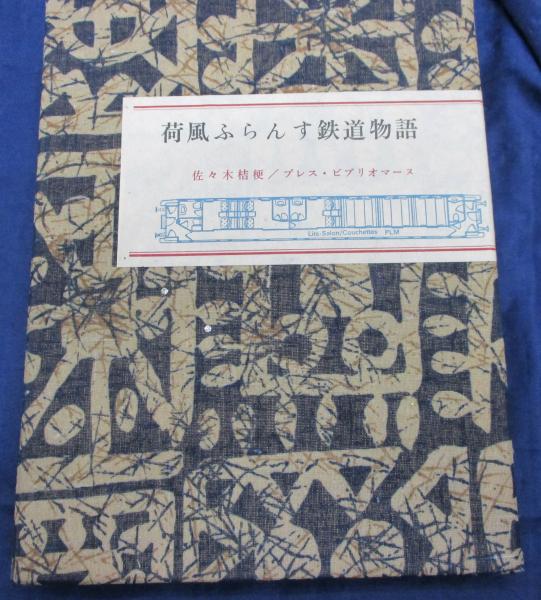 荷風ふらんす鉄道物語
佐々木桔梗/プレス・ビブリオマーヌ
Lits-Salon/Couchettes PLM